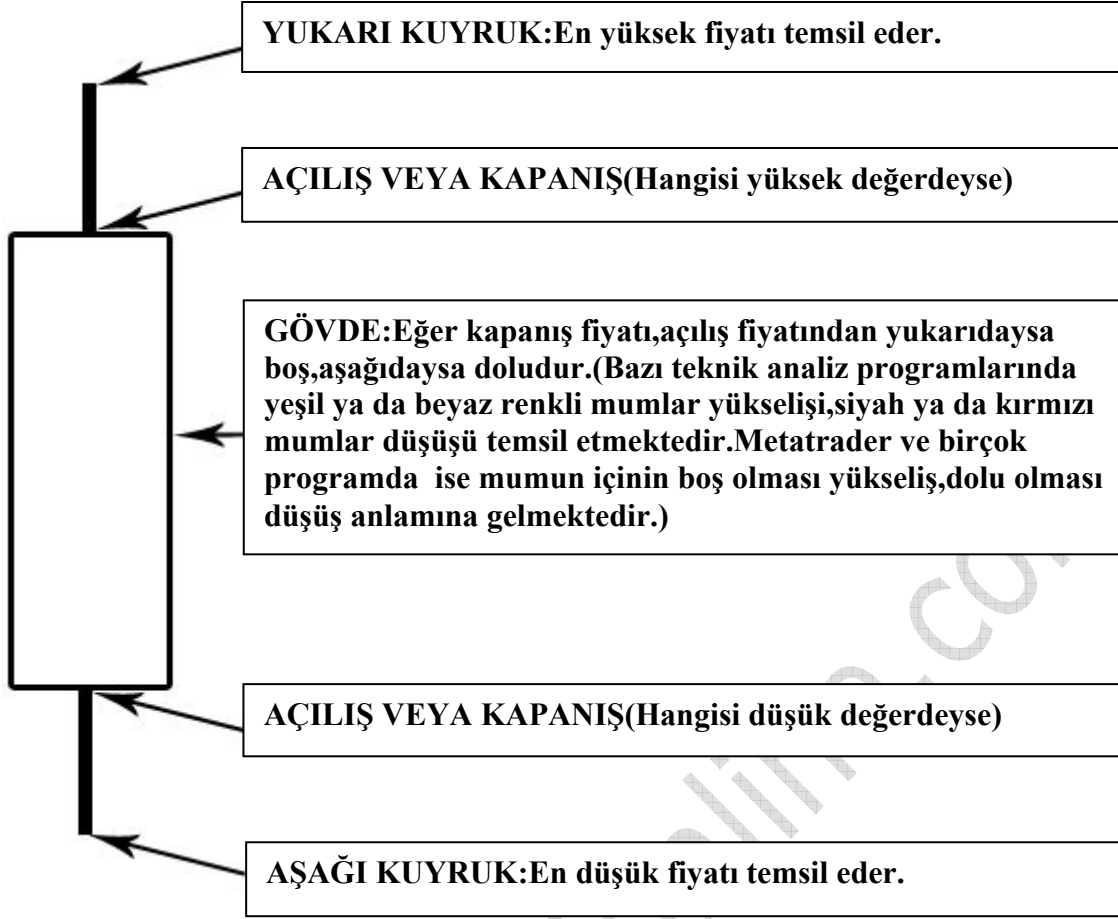 YUKARI KUYRUK:En yüksek fiyatı temsil eder.
AÇILIŞ VEYA KAPANIŞ(Hangisi yüksek değerdeyse)
GÖVDE:Eğer kapanış fiyatı,açılış fiyatından yukarıdaysa
boş,aşağıdaysa doludur.(Bazı teknik analiz programlarında
yeşil ya da beyaz renkli mumlar yükselişi,siyah ya da kırmızı
mumlar düşüşü temsil etmektedir.Metatrader ve birçok
programda ise mumun içinin boş olması yükseliş,dolu olması
düşüş anlamına gelmektedir.)
AÇILIŞ VEYA KAPANIŞ(Hangisi düşük değerdeyse)
AŞAĞI KUYRUK:En düşük fiyatı temsil eder.